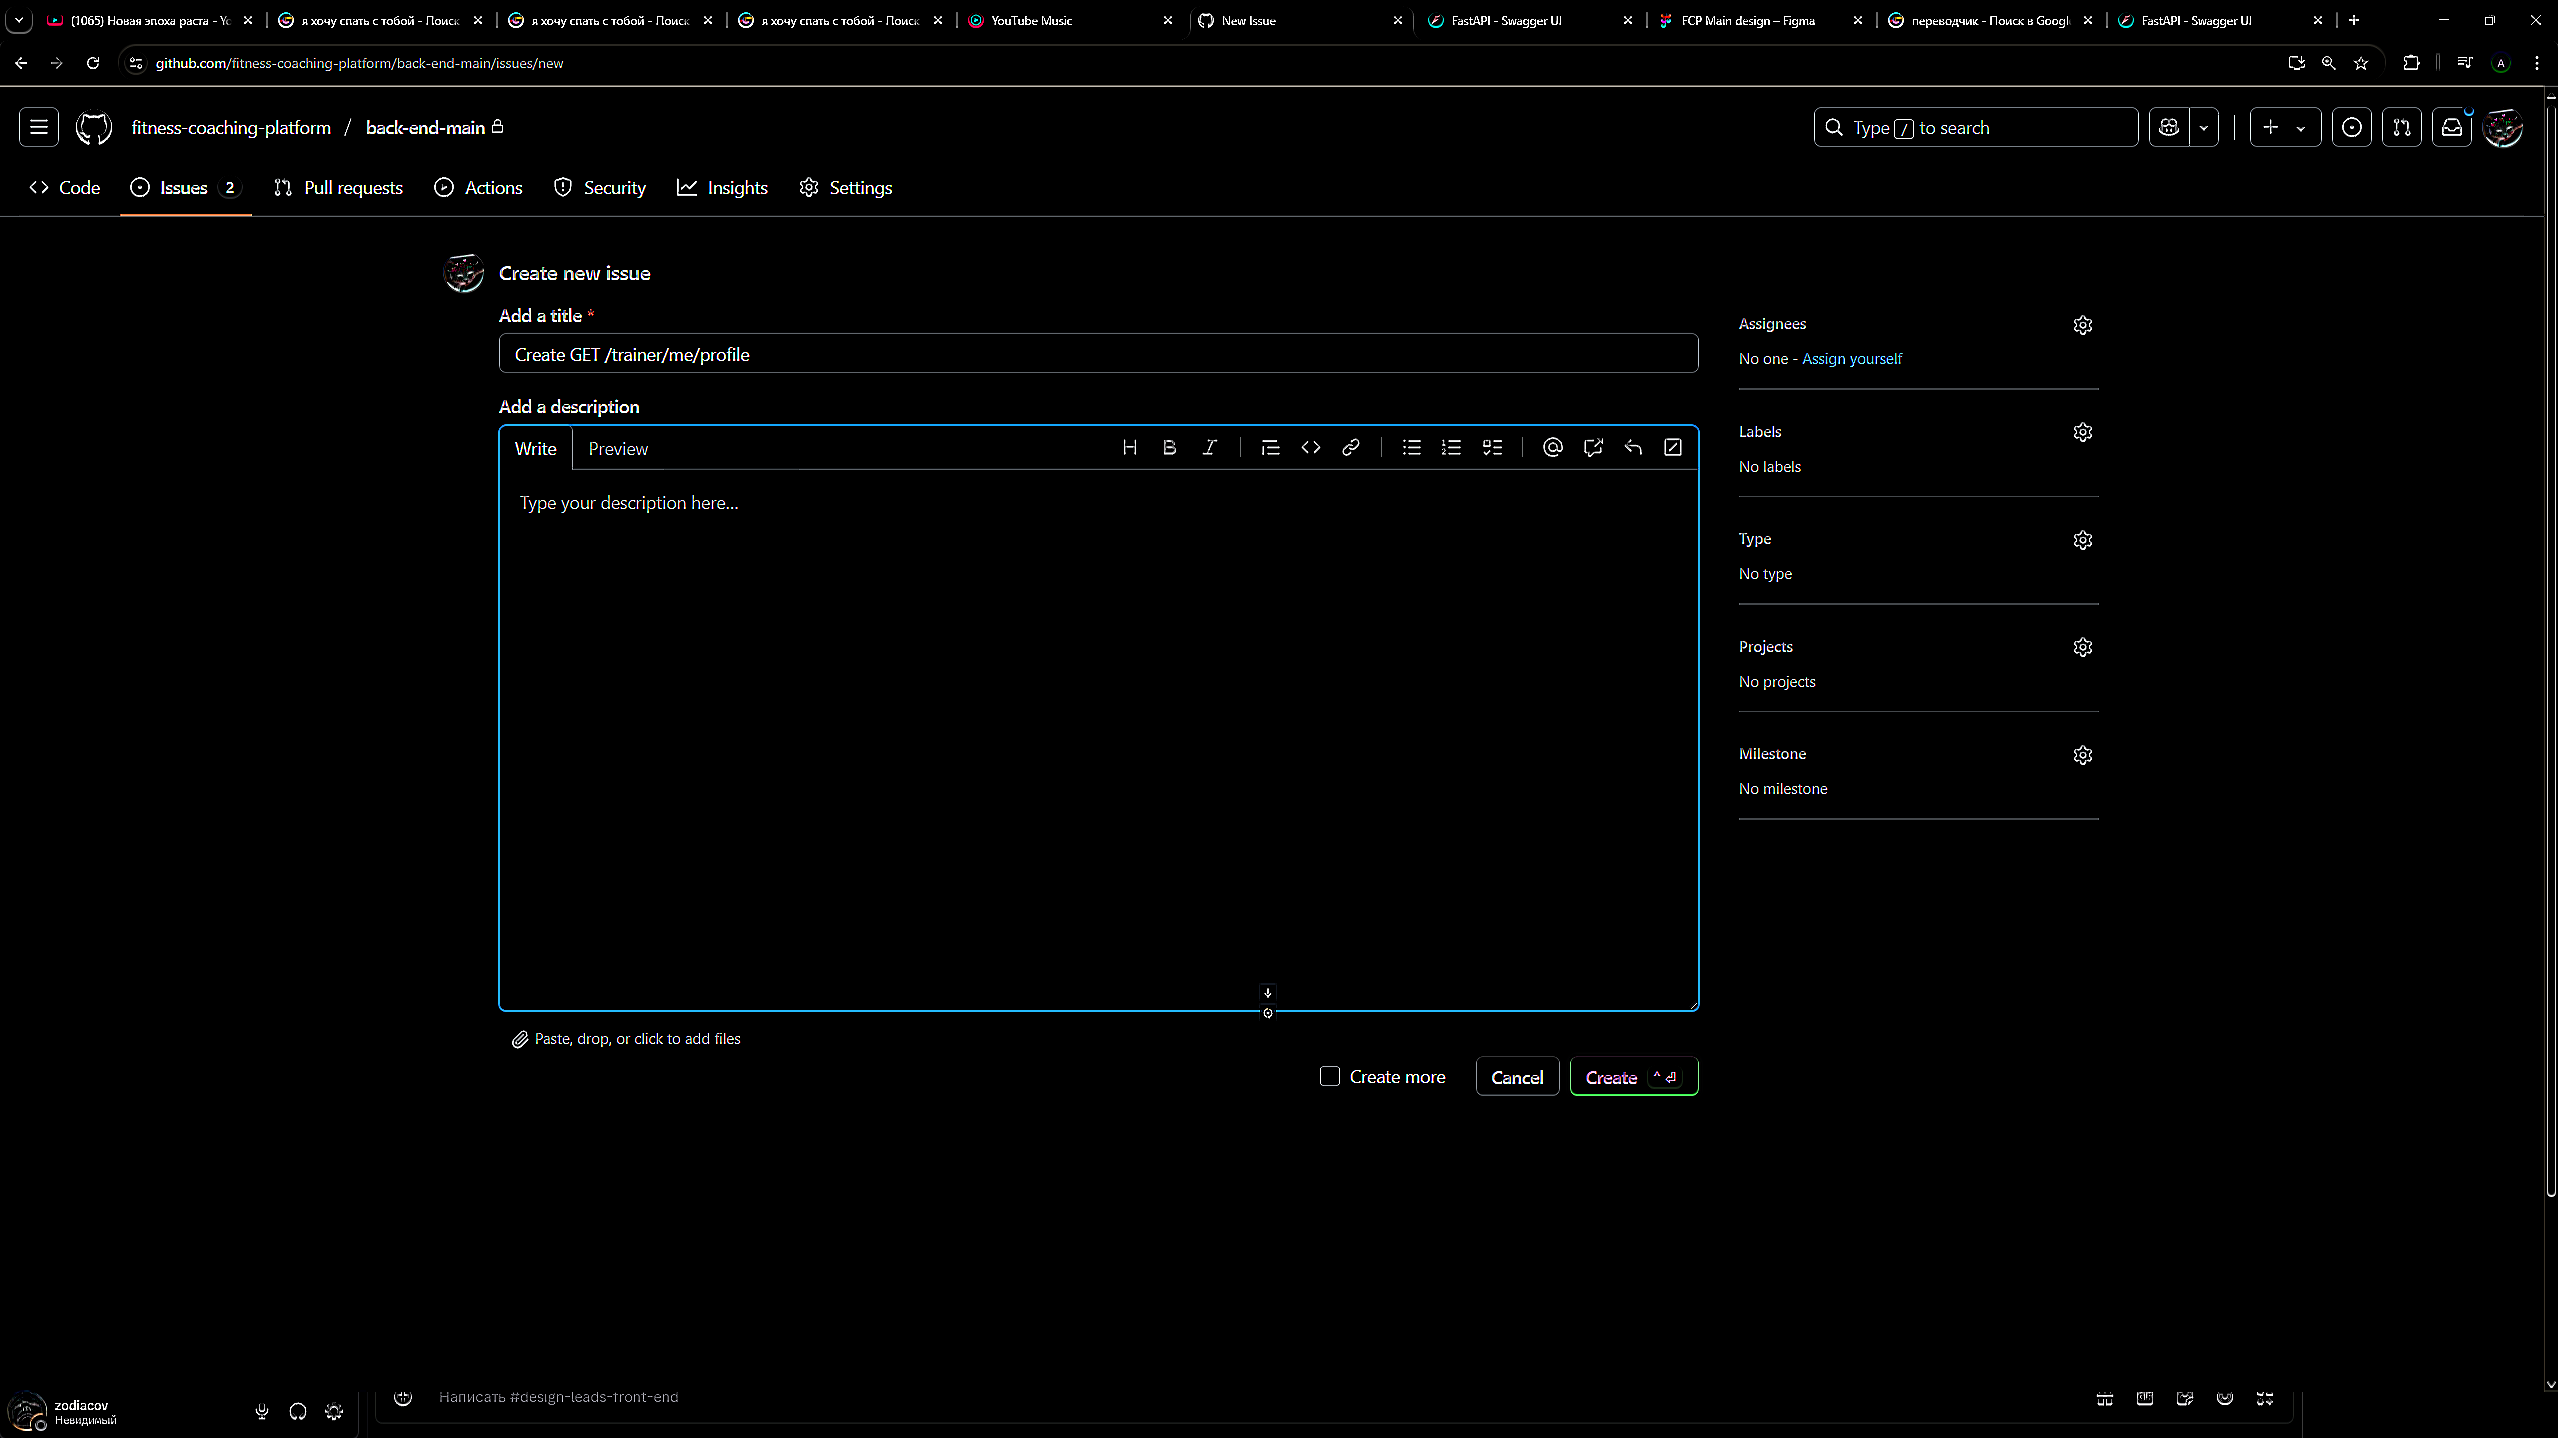 (1065) Новая эпоха раста - Yo
я хочу спать с тобой - Поиск
я хочу спать с тобой - Поиск
я хочу спать с тобой - Поиск
YouTube Music
New Issue
FastAPI - Swagger UI
FCP Main design – Figma
переводчик - Поиск в Googl
FastAPI - Swagger UI
github.com/fitness-coaching-platform/back-end-main/issues/new
A
fitness-coaching-platform / back-end-main
Type / to search
Code
Issues 2
Pull requests
Actions
Security
Insights
Settings
Create new issue
Add a title *
Create GET /trainer/me/profile
Add a description
Write
Preview
Type your description here...
Paste, drop, or click to add files
Create more
Cancel
Create
Assignees
No one - Assign yourself
Labels
No labels
Type
No type
Projects
No projects
Milestone
No milestone
zodiacov
Невидимый
Написать #design-leads-front-end